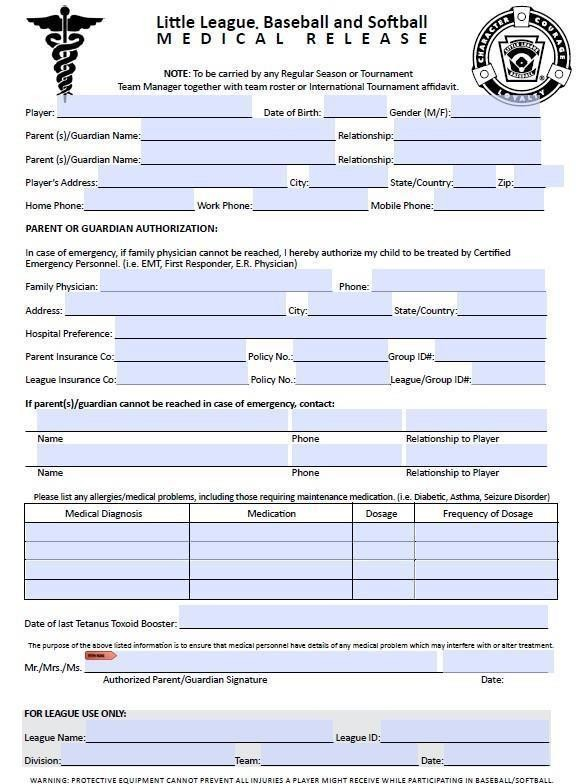 Little League® Baseball and Softball
MEDICAL RELEASE
NOTE: To be carried by any Regular Season or Tournament
Team Manager together with team roster or International Tournament affidavit.
CHARACTER COURAGE LOYALTY
LITTLE LEAGUE BASEBALL
Player: Date of Birth: Gender (M/F):
Parent (s)/Guardian Name: Relationship:
Parent (s)/Guardian Name: Relationship:
Player's Address: City: State/Country: Zip:
Home Phone: Work Phone: Mobile Phone:
PARENT OR GUARDIAN AUTHORIZATION:
In case of emergency, if family physician cannot be reached, I hereby authorize my child to be treated by Certified
Emergency Personnel. (i.e. EMT, First Responder, E.R. Physician)
Family Physician: Phone:
Address: City: State/Country:
Hospital Preference:
Parent Insurance Co: Policy No.: Group ID#:
League Insurance Co: Policy No.: League/Group ID#:
If parent(s)/guardian cannot be reached in case of emergency, contact:
Name Phone Relationship to Player
Name Phone Relationship to Player
Please list any allergies/medical problems, including those requiring maintenance medication. (i.e. Diabetic, Asthma, Seizure Disorder)
Medical Diagnosis Medication Dosage Frequency of Dosage
Date of last Tetanus Toxoid Booster:
The purpose of the above listed information is to ensure that medical personnel have details of any medical problem which may interfere with or alter treatment.
Mr./Mrs./Ms.
Authorized Parent/Guardian Signature Date:
FOR LEAGUE USE ONLY:
League Name: League ID:
Division: Team: Date:
WARNING: PROTECTIVE EQUIPMENT CANNOT PREVENT ALL INJURIES A PLAYER MIGHT RECEIVE WHILE PARTICIPATING IN BASEBALL/SOFTBALL.